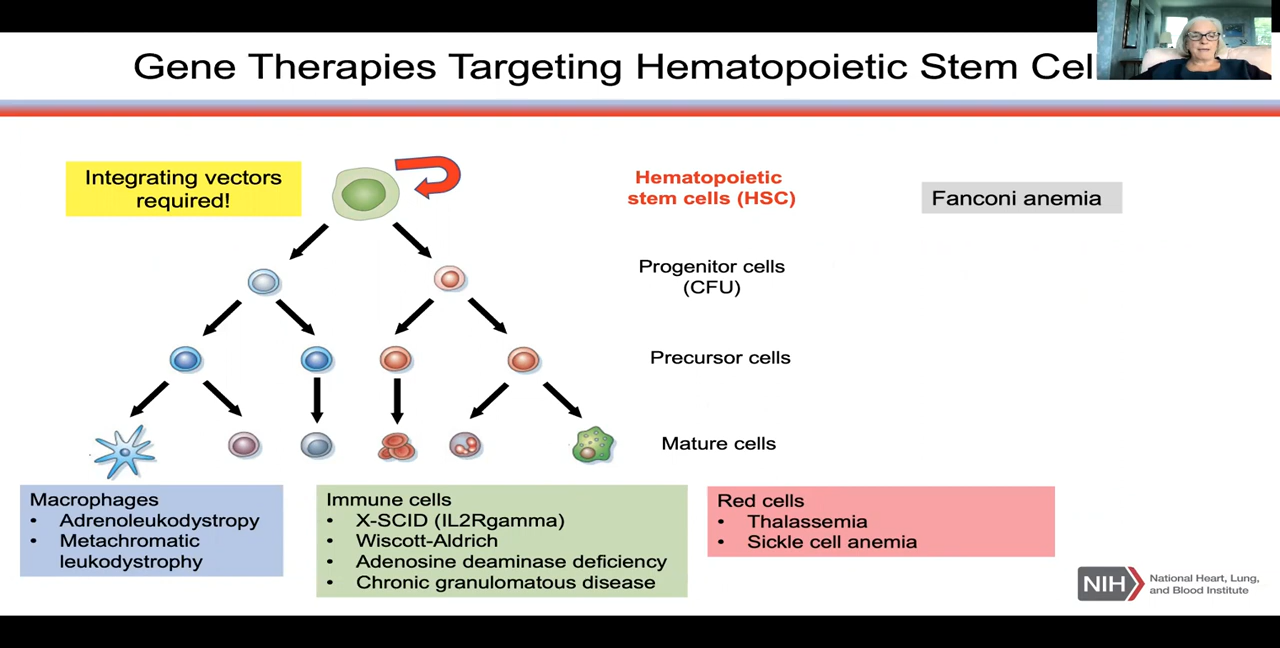 Gene Therapies Targeting Hematopoietic Stem Cel
Integrating vectors
required!
Hematopoietic
stem cells (HSC)
Fanconi anemia
Progenitor cells
(CFU)
Precursor cells
Mature cells
Macrophages
• Adrenoleukodystropy
• Metachromatic
leukodystrophy
Immune cells
• X-SCID (IL2Rgamma)
• Wiscott-Aldrich
• Adenosine deaminase deficiency
• Chronic granulomatous disease
Red cells
• Thalassemia
• Sickle cell anemia
NIH
National Heart, Lung,
and Blood Institute